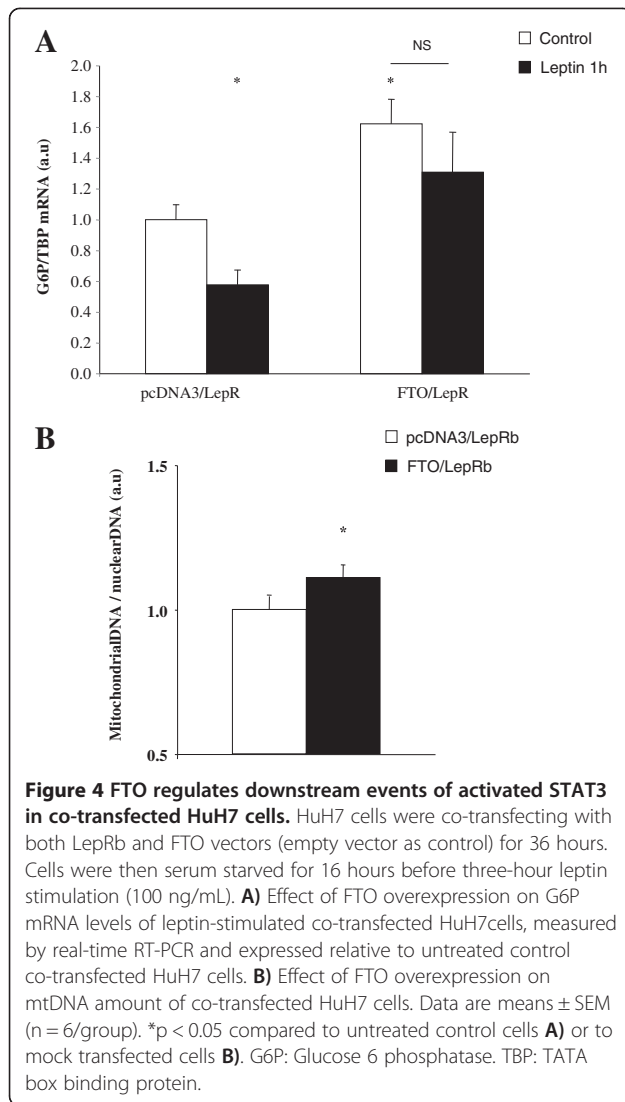 A
NS
Control
Leptin 1h
*
*
G6P/TBP mRNA (a.u)
2.0
1.8
1.6
1.4
1.2
1.0
0.8
0.6
0.4
0.2
0.0
pcDNA3/LepR
FTO/LepR
B
pcDNA3/LepRb
FTO/LepRb
*
MitochondrialDNA / nuclearDNA (a.u)
1.5
1.0
0.5
Figure 4 FTO regulates downstream events of activated STAT3
in co-transfected HuH7 cells. HuH7 cells were co-transfecting with
both LepRb and FTO vectors (empty vector as control) for 36 hours.
Cells were then serum starved for 16 hours before three-hour leptin
stimulation (100 ng/mL). A) Effect of FTO overexpression on G6P
mRNA levels of leptin-stimulated co-transfected HuH7cells, measured
by real-time RT-PCR and expressed relative to untreated control
co-transfected HuH7 cells. B) Effect of FTO overexpression on
mtDNA amount of co-transfected HuH7 cells. Data are means ± SEM
(n = 6/group). *p < 0.05 compared to untreated control cells A) or to
mock transfected cells B). G6P: Glucose 6 phosphatase. TBP: TATA
box binding protein.